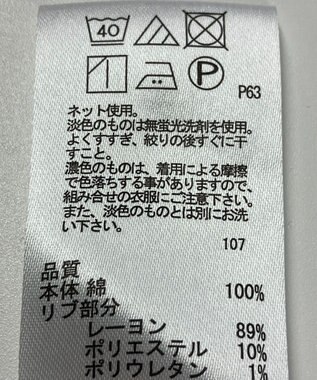 40
P
P63
ネット使用。
淡色のものは無蛍光洗剤を使用。
よくすすぎ、絞りの後すぐに干
すこと。
濃色のものは、着用による摩擦
で色落ちする事がありますので、
組み合せの衣服にご注意下さい。
また、淡色のものとは別にお洗
い下さい。
107
品質
本体 綿 100%
リブ部分
レーヨン 89%
ポリエステル 10%
ポリウレタン 1%